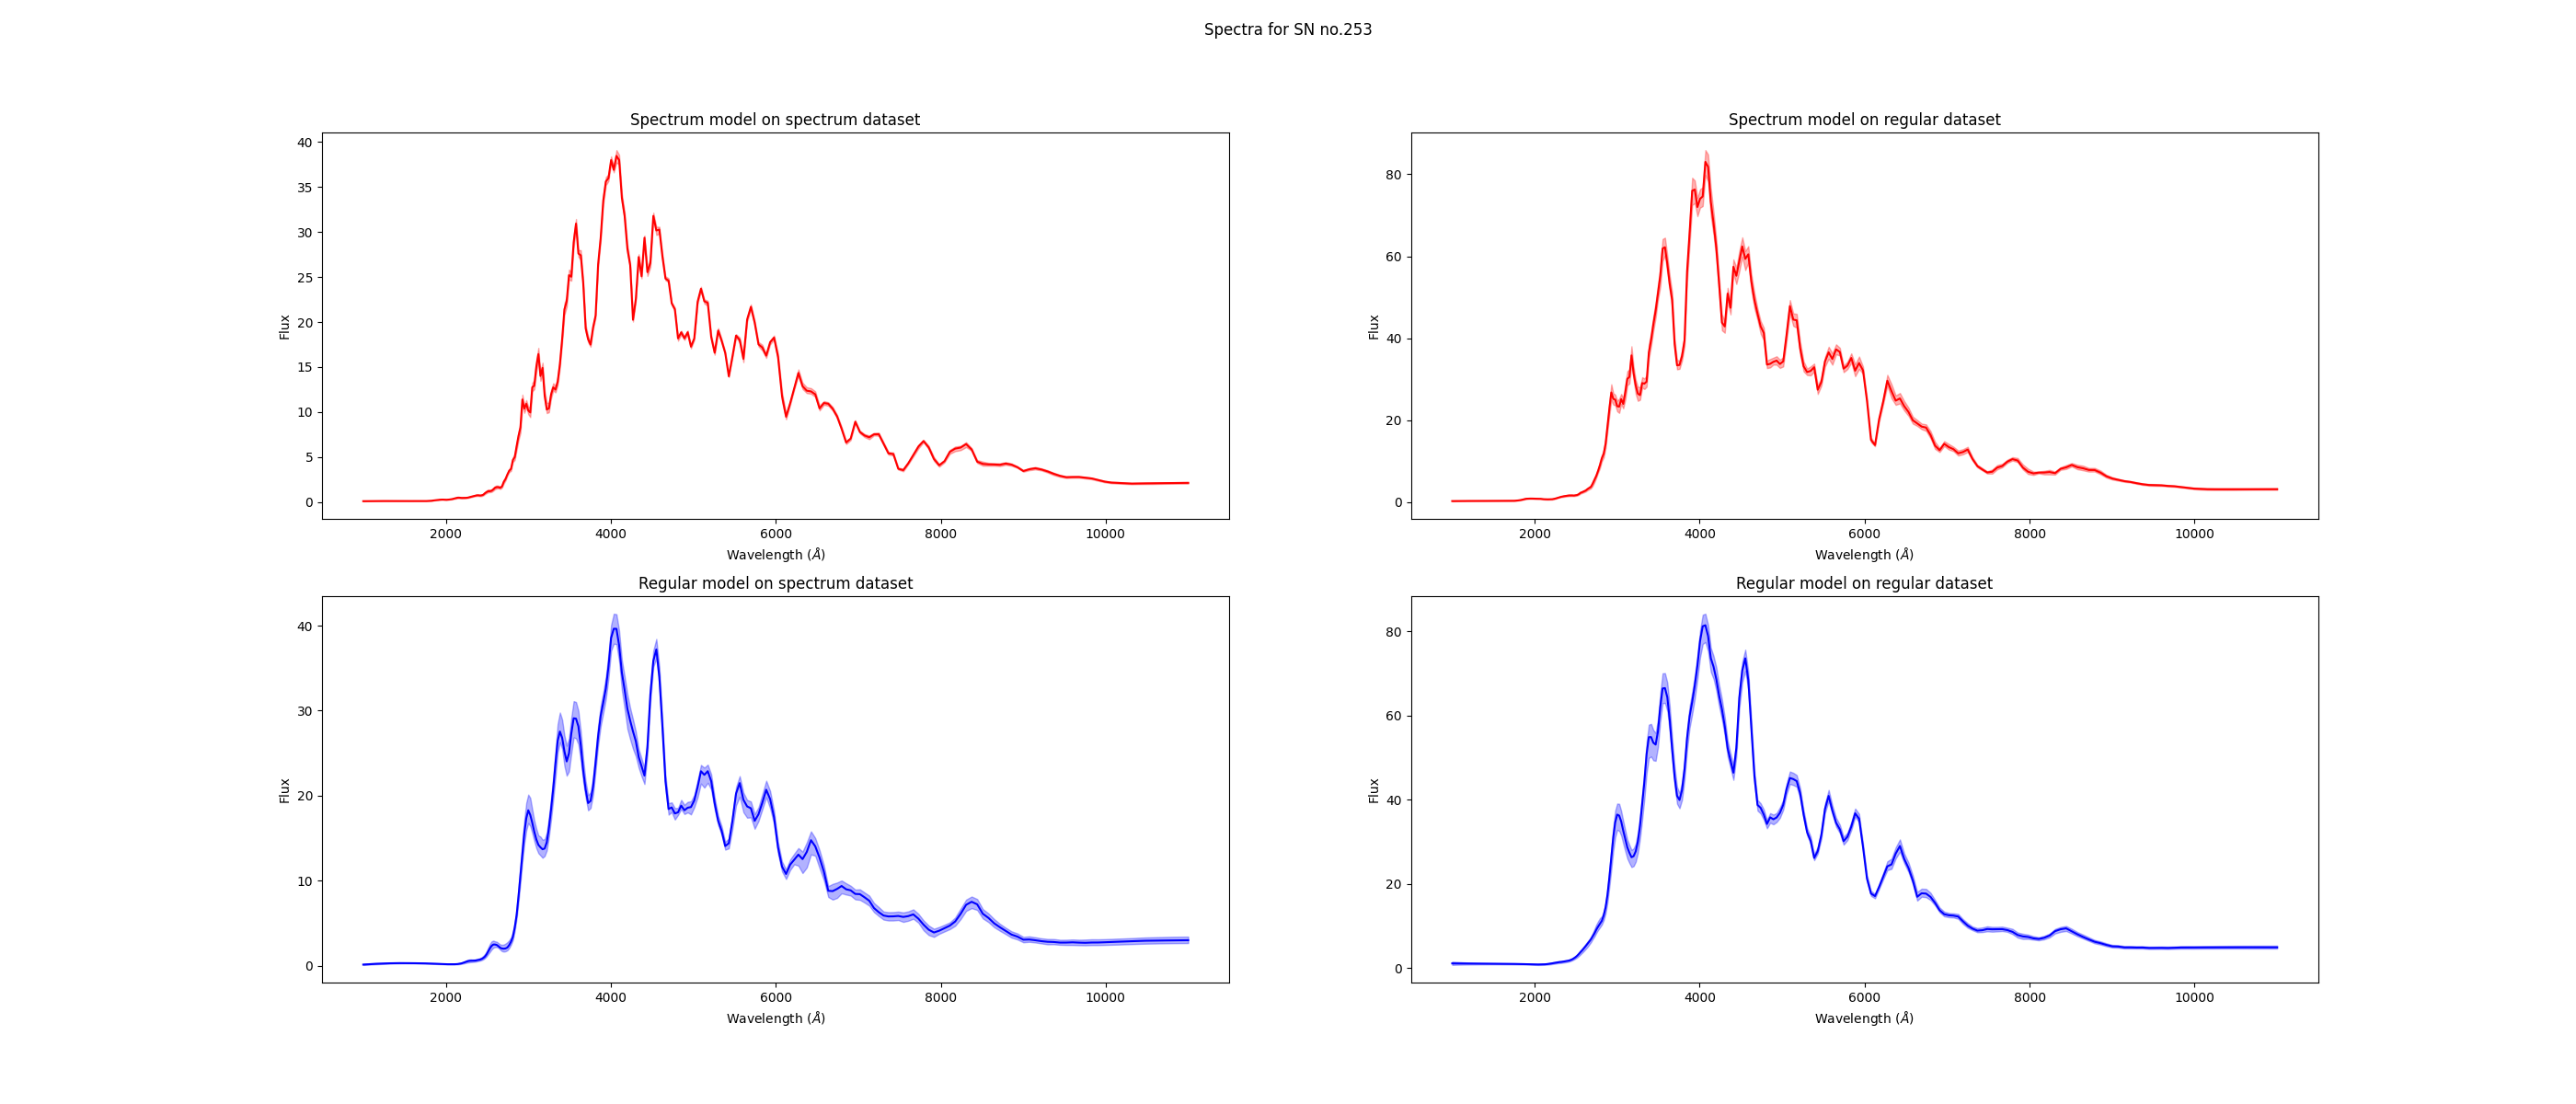 Spectra for SN no.253
Spectrum model on spectrum dataset
40
35
30
25
20
15
10
5
0
Flux
2000 4000 6000 8000 10000
Wavelength (Å)
Spectrum model on regular dataset
80
60
40
20
0
Flux
2000 4000 6000 8000 10000
Wavelength (Å)
Regular model on spectrum dataset
40
30
20
10
0
Flux
2000 4000 6000 8000 10000
Wavelength (Å)
Regular model on regular dataset
80
60
40
20
0
Flux
2000 4000 6000 8000 10000
Wavelength (Å)